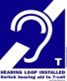 T
HEARING LOOP INSTALLED
Switch hearing aid to T-coil